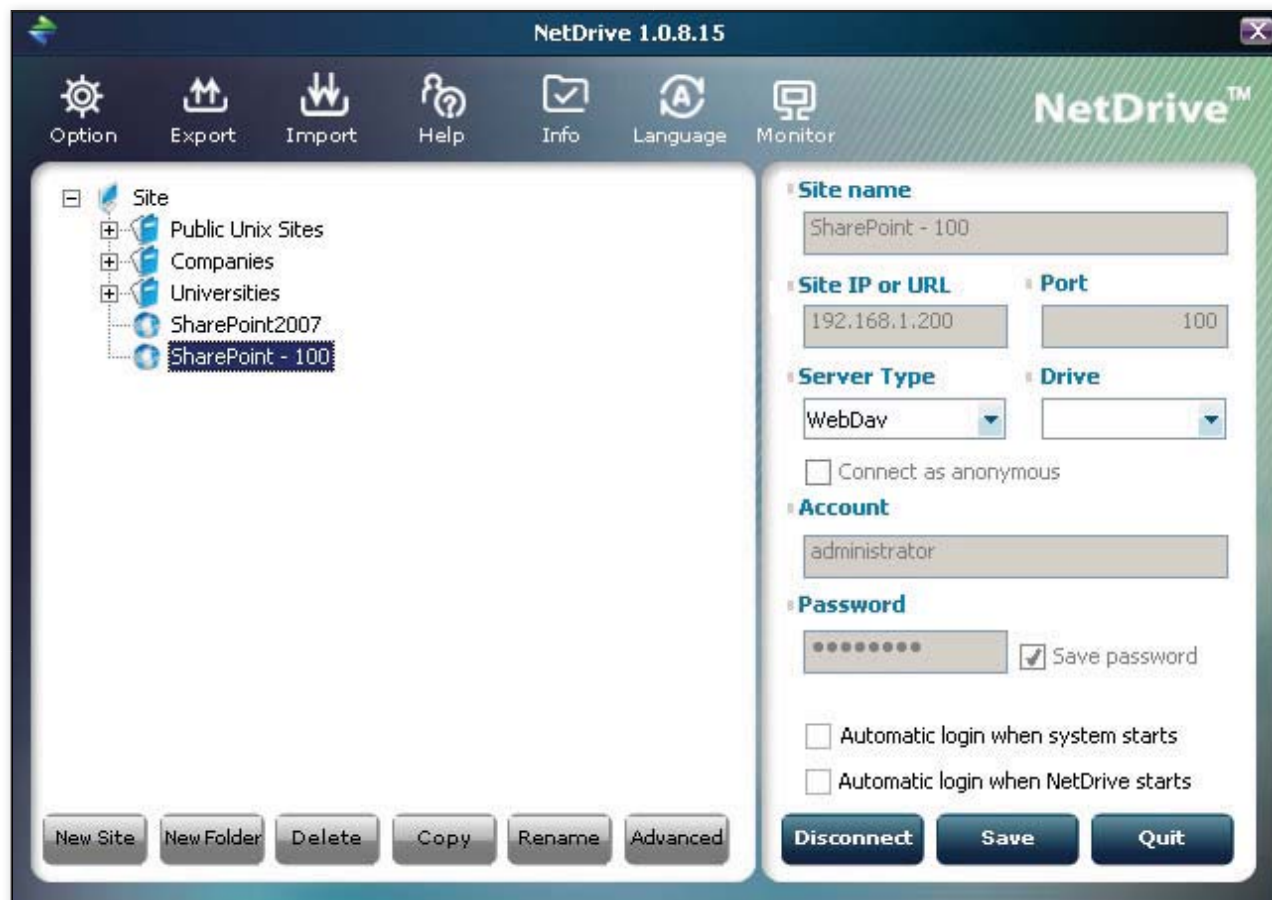 NetDrive 1.0.8.15
Option Export Import Help Info Language Monitor
NetDrive™
Site
Public Unix Sites
Companies
Universities
SharePoint2007
SharePoint - 100
New Site New Folder Delete Copy Rename Advanced
Site name
SharePoint - 100
Site IP or URL Port
192.168.1.200 100
Server Type Drive
WebDav
Connect as anonymous
Account
administrator
Password
•••••••• Save password
Automatic login when system starts
Automatic login when NetDrive starts
Disconnect Save Quit